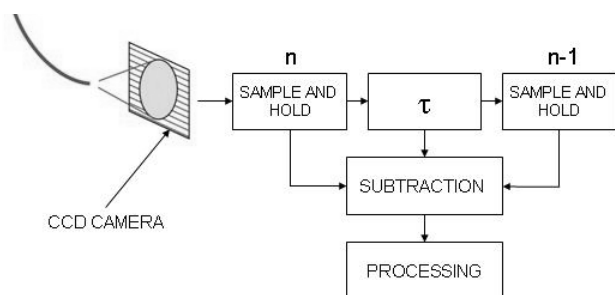 n
n-1
SAMPLE AND
HOLD
τ
SAMPLE AND
HOLD
SUBTRACTION
CCD CAMERA
PROCESSING